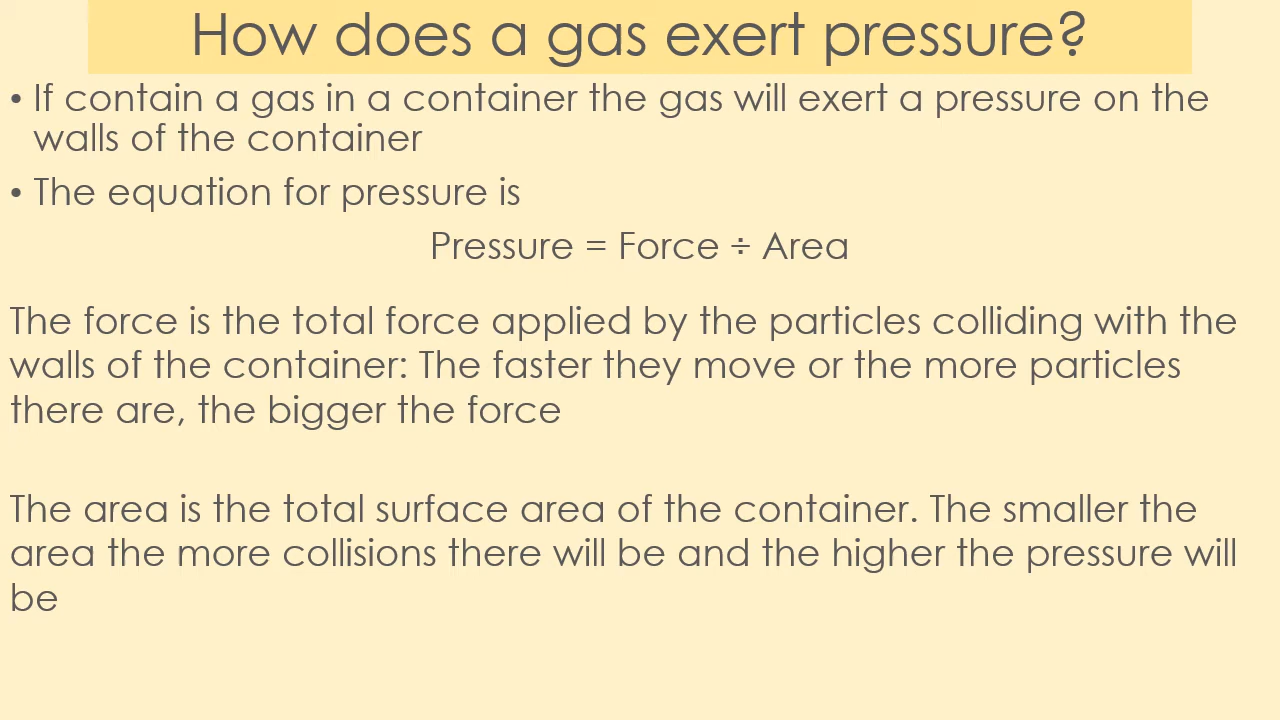 How does a gas exert pressure?
• If contain a gas in a container the gas will exert a pressure on the
walls of the container
• The equation for pressure is
Pressure = Force ÷ Area
The force is the total force applied by the particles colliding with the
walls of the container: The faster they move or the more particles
there are, the bigger the force
The area is the total surface area of the container. The smaller the
area the more collisions there will be and the higher the pressure will
be